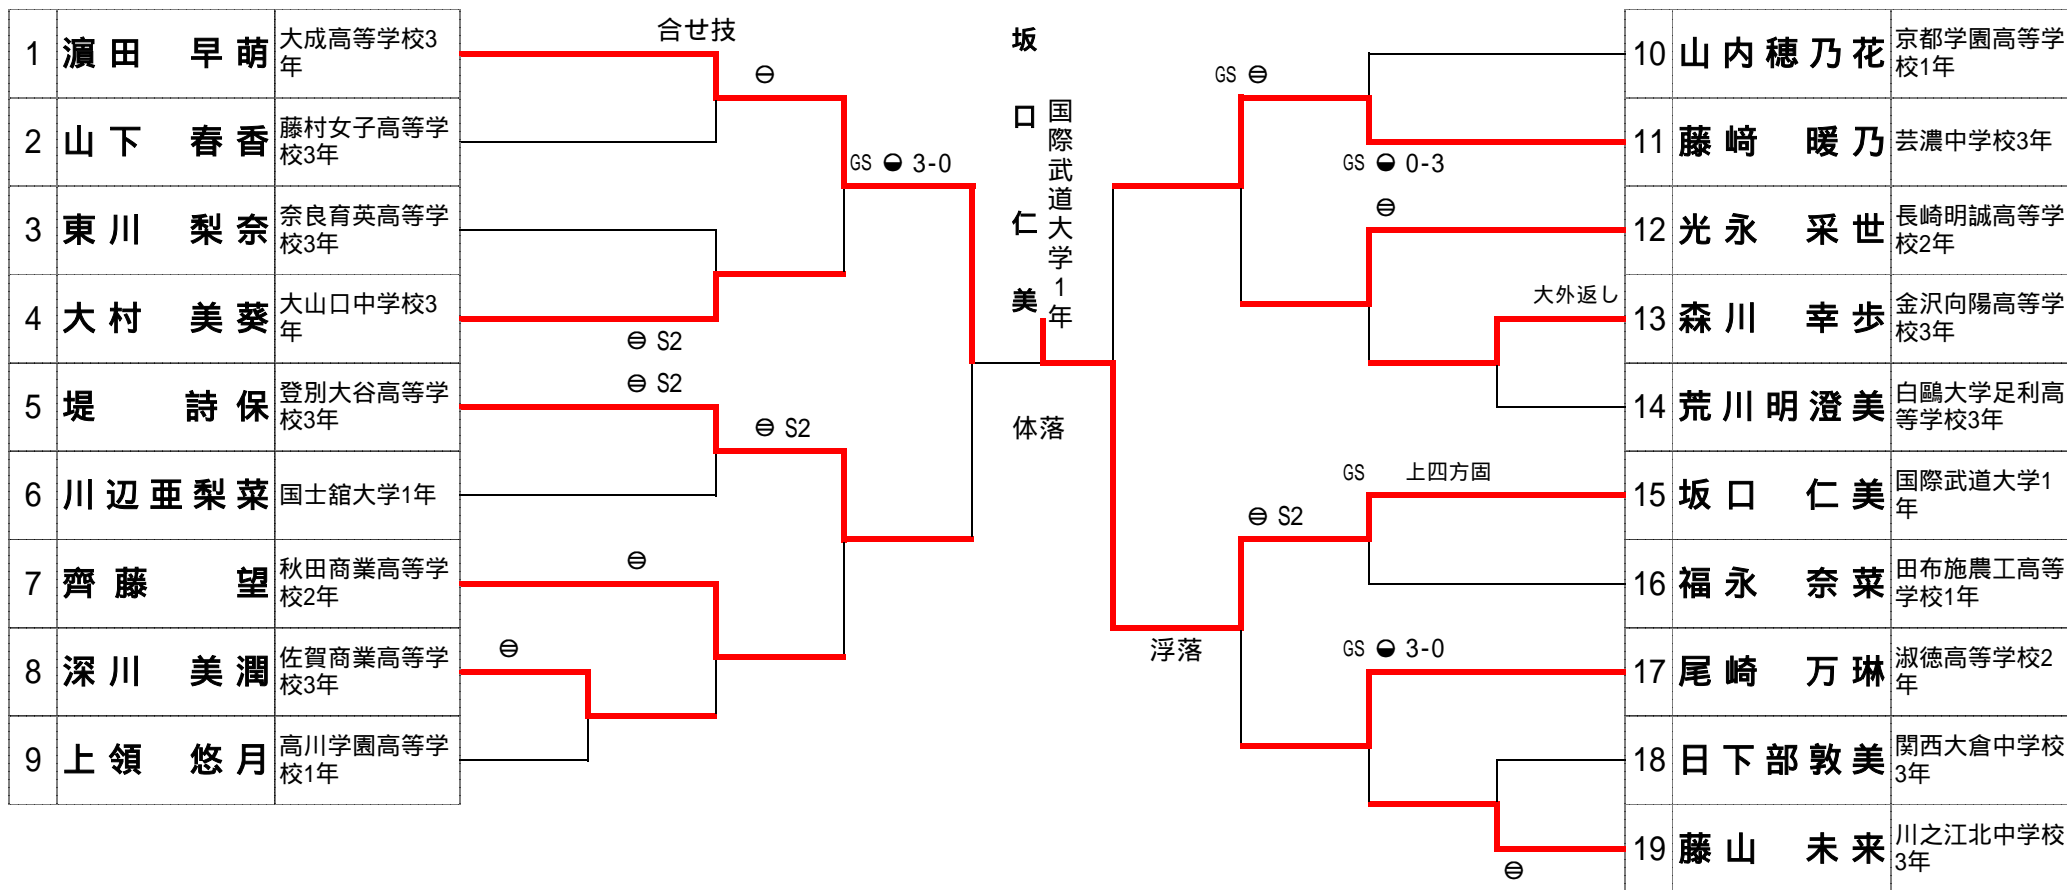 1 濵田 早萌 大成高等学校3
年
2 山下 春香 藤村女子高等学
校3年
3 東川 梨奈 奈良育英高等学
校3年
4 大村 美葵 大山口中学校3
年
5 堤 詩保 登別大谷高等学
校3年
6 川辺亜梨菜 国士舘大学1年
7 齊藤 望 秋田商業高等学
校2年
8 深川 美潤 佐賀商業高等学
校3年
9 上領 悠月 高川学園高等学
校1年
合せ技
⊖
GS ◒ 3-0
⊖ S2
⊖ S2
⊖ S2
⊖
⊖
坂口仁美
国際武道大学1年
体落
GS ⊖
GS ◒ 0-3
⊖
大外返し
GS 上四方固
⊖ S2
浮落
GS ◒ 3-0
⊖
10 山内穂乃花 京都学園高等学
校1年
11 藤﨑 暖乃 芸濃中学校3年
12 光永 采世 長崎明誠高等学
校2年
13 森川 幸歩 金沢向陽高等学
校3年
14 荒川明澄美 白鷗大学足利高
等学校3年
15 坂口 仁美 国際武道大学1
年
16 福永 奈菜 田布施農工高等
学校1年
17 尾崎 万琳 淑徳高等学校2
年
18 日下部敦美 関西大倉中学校
3年
19 藤山 未来 川之江北中学校
3年